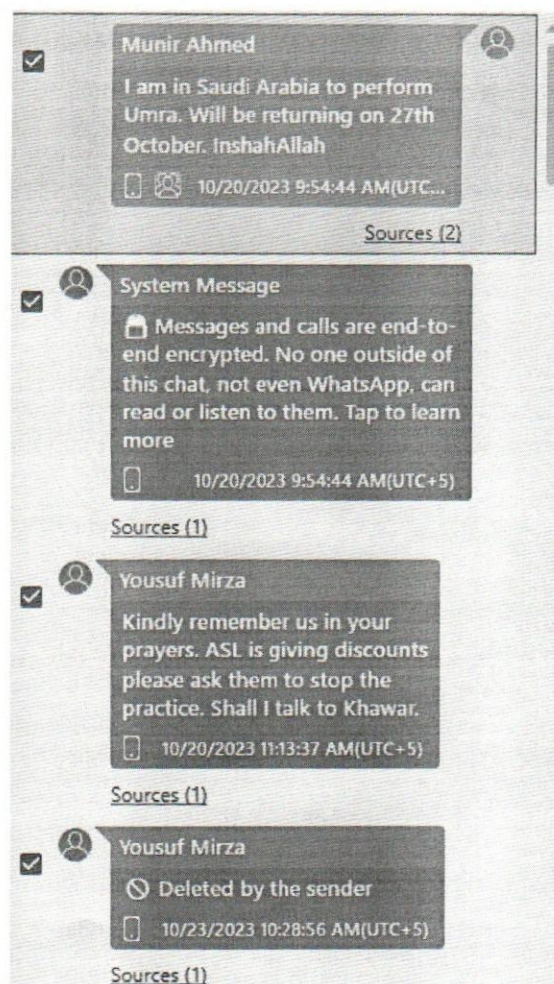 Munir Ahmed
I am in Saudi Arabia to perform
Umra. Will be returning on 27th
October. InshahAllah
10/20/2023 9:54:44 AM(UTC...
Sources (2)
System Message
Messages and calls are end-to-
end encrypted. No one outside of
this chat, not even WhatsApp, can
read or listen to them. Tap to learn
more
10/20/2023 9:54:44 AM(UTC+5)
Sources (1)
Yousuf Mirza
Kindly remember us in your
prayers. ASL is giving discounts
please ask them to stop the
practice. Shall I talk to Khawar.
10/20/2023 11:13:37 AM(UTC+5)
Sources (1)
Yousuf Mirza
Deleted by the sender
10/23/2023 10:28:56 AM(UTC+5)
Sources (1)